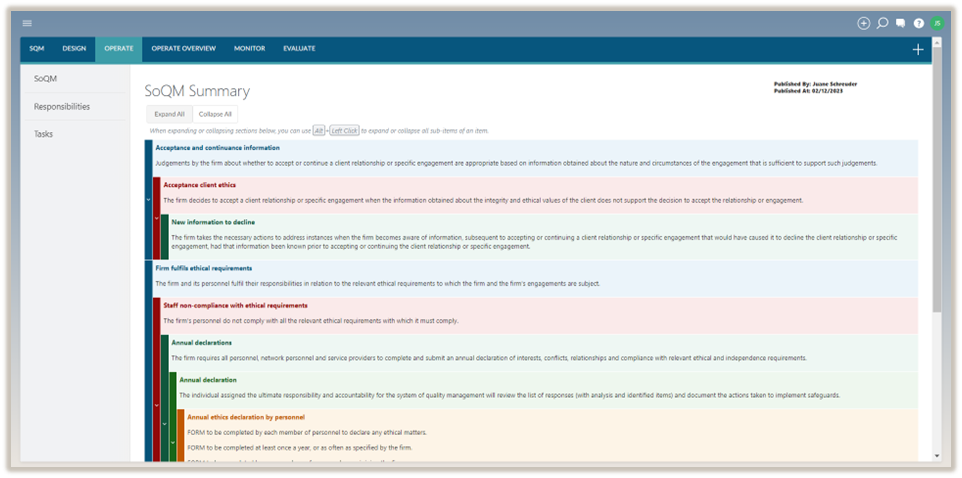 JS
SQM DESIGN OPERATE OPERATE OVERVIEW MONITOR EVALUATE
SoQM
Responsibilities
Tasks
SoQM Summary
Published By: Juane Schreuder
Published At: 02/12/2023
Expand All Collapse All
When expanding or collapsing sections below, you can use Alt + Left Click to expand or collapse all sub-items of an item.
Acceptance and continuance information
Judgements by the firm about whether to accept or continue a client relationship or specific engagement are appropriate based on information obtained about the nature and circumstances of the engagement that is sufficient to support such judgements.
Acceptance client ethics
The firm decides to accept a client relationship or specific engagement when the information obtained about the integrity and ethical values of the client does not support the decision to accept the relationship or engagement.
New information to decline
The firm takes the necessary actions to address instances when the firm becomes aware of information, subsequent to accepting or continuing a client relationship or specific engagement that would have caused it to decline the client relationship or specific
engagement, had that information been known prior to accepting or continuing the client relationship or specific engagement.
Firm fulfils ethical requirements
The firm and its personnel fulfil their responsibilities in relation to the relevant ethical requirements to which the firm and the firm's engagements are subject.
Staff non-compliance with ethical requirements
The firm's personnel do not comply with all the relevant ethical requirements with which it must comply.
Annual declarations
The firm requires all personnel, network personnel and service providers to complete and submit an annual declaration of interests, conflicts, relationships and compliance with relevant ethical and independence requirements.
Annual declaration
The individual assigned the ultimate responsibility and accountability for the system of quality management will review the list of responses (with analysis and identified items) and document the actions taken to implement safeguards.
Annual ethics declaration by personnel
FORM to be completed by each member of personnel to declare any ethical matters.
FORM to be completed at least once a year, or as often as specified by the firm.